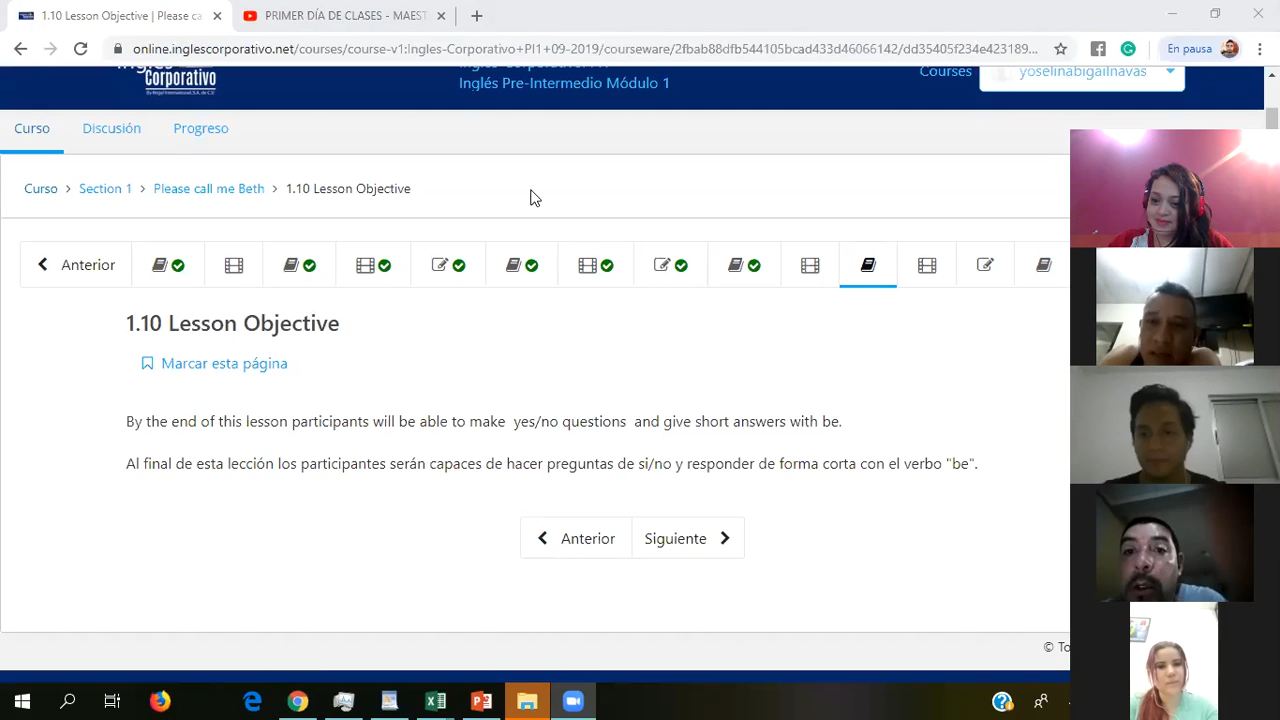 1.10 Lesson Objective | Please ca
PRIMER DÍA DE CLASES - MAEST
online.inglescorporativo.net/courses/course-v1:Ingles-Corporativo+PI1+09-2019/courseware/2fbab88dfb544105bcad433d46066142/dd35405f234e423189...
En pausa
Corporativo
Inglés Pre-Intermedio Módulo 1
Courses
yoselinabigailnavas
Curso
Discusión
Progreso
Curso > Section 1 > Please call me Beth > 1.10 Lesson Objective
Anterior
1.10 Lesson Objective
Marcar esta página
By the end of this lesson participants will be able to make yes/no questions and give short answers with be.
Al final de esta lección los participantes serán capaces de hacer preguntas de si/no y responder de forma corta con el verbo "be".
Anterior
Siguiente
© To